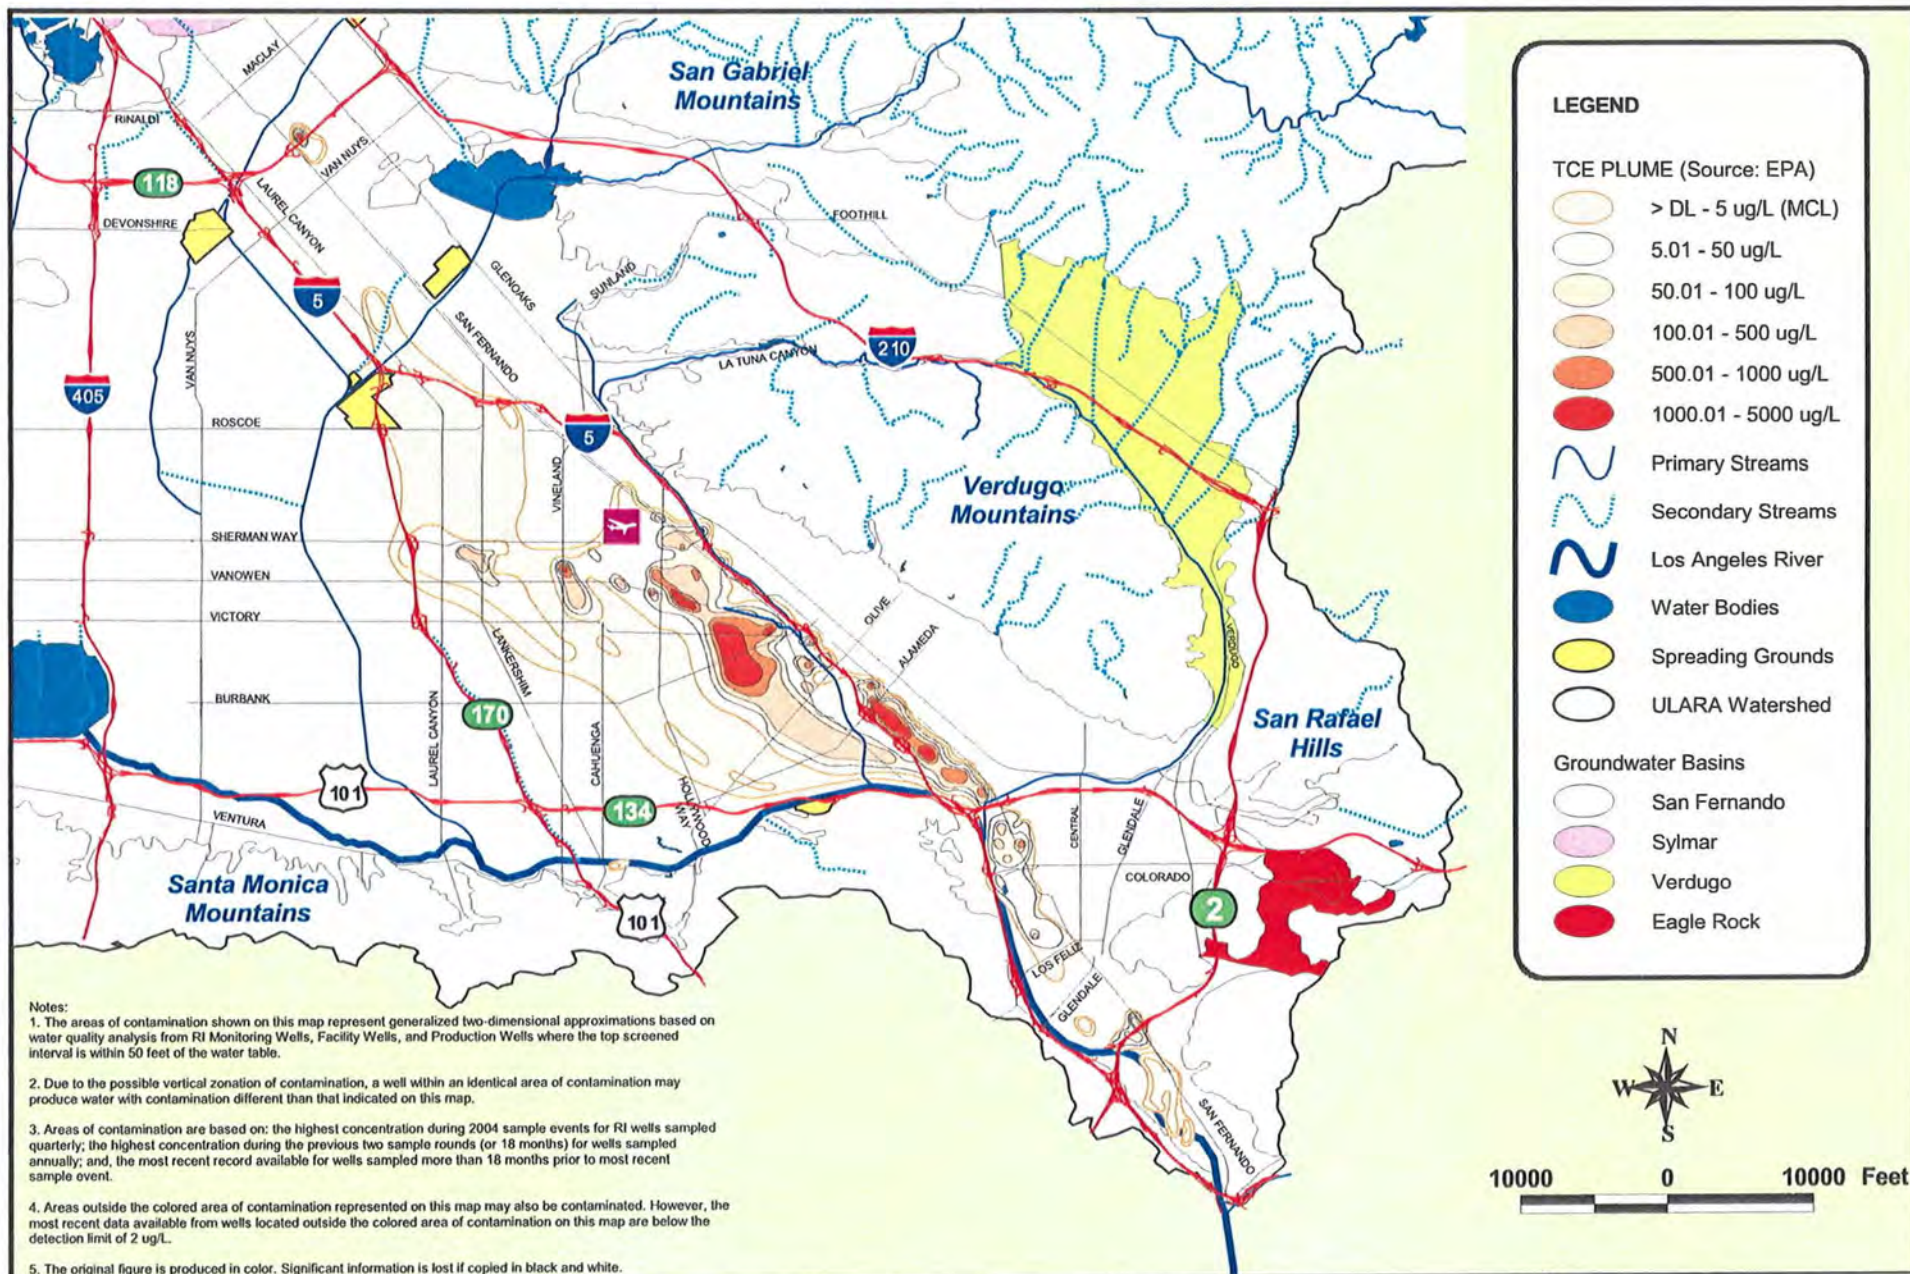 San Gabriel
Mountains
MACLAY
RINALDI
VAN NUYS
118
LAUREL CANYON
DEVONSHIRE
FOOTHILL
GLENOAKS
SUNLAND
5
SAN FERNANDO
VAN NUYS
LA TUNA CANYON
210
405
ROSCOE
5
VINELAND
Verdugo
Mountains
SHERMAN WAY
VANOWEN
VICTORY
OLIVE
ALAMEDA
VERDUGO
LANKERSHIM
BURBANK
LAUREL CANYON
170
CAHUENGA
San Rafael
Hills
101
134
HOLLYWOOD
WAY
VENTURA
CENTRAL
GLENDALE
COLORADO
Santa Monica
Mountains
101
2
LOS FELIZ
GLENDALE
SAN FERNANDO
LEGEND
TCE PLUME (Source: EPA)
> DL - 5 ug/L (MCL)
5.01 - 50 ug/L
50.01 - 100 ug/L
100.01 - 500 ug/L
500.01 - 1000 ug/L
1000.01 - 5000 ug/L
Primary Streams
Secondary Streams
Los Angeles River
Water Bodies
Spreading Grounds
ULARA Watershed
Groundwater Basins
San Fernando
Sylmar
Verdugo
Eagle Rock
N
W E
S
10000 0 10000 Feet
Notes:
1. The areas of contamination shown on this map represent generalized two-dimensional approximations based on
water quality analysis from RI Monitoring Wells, Facility Wells, and Production Wells where the top screened
interval is within 50 feet of the water table.
2. Due to the possible vertical zonation of contamination, a well within an identical area of contamination may
produce water with contamination different than that indicated on this map.
3. Areas of contamination are based on: the highest concentration during 2004 sample events for RI wells sampled
quarterly; the highest concentration during the previous two sample rounds (or 18 months) for wells sampled
annually; and, the most recent record available for wells sampled more than 18 months prior to most recent
sample event.
4. Areas outside the colored area of contamination represented on this map may also be contaminated. However, the
most recent data available from wells located outside the colored area of contamination on this map are below the
detection limit of 2 ug/L.
5. The original figure is produced in color. Significant information is lost if copied in black and white.